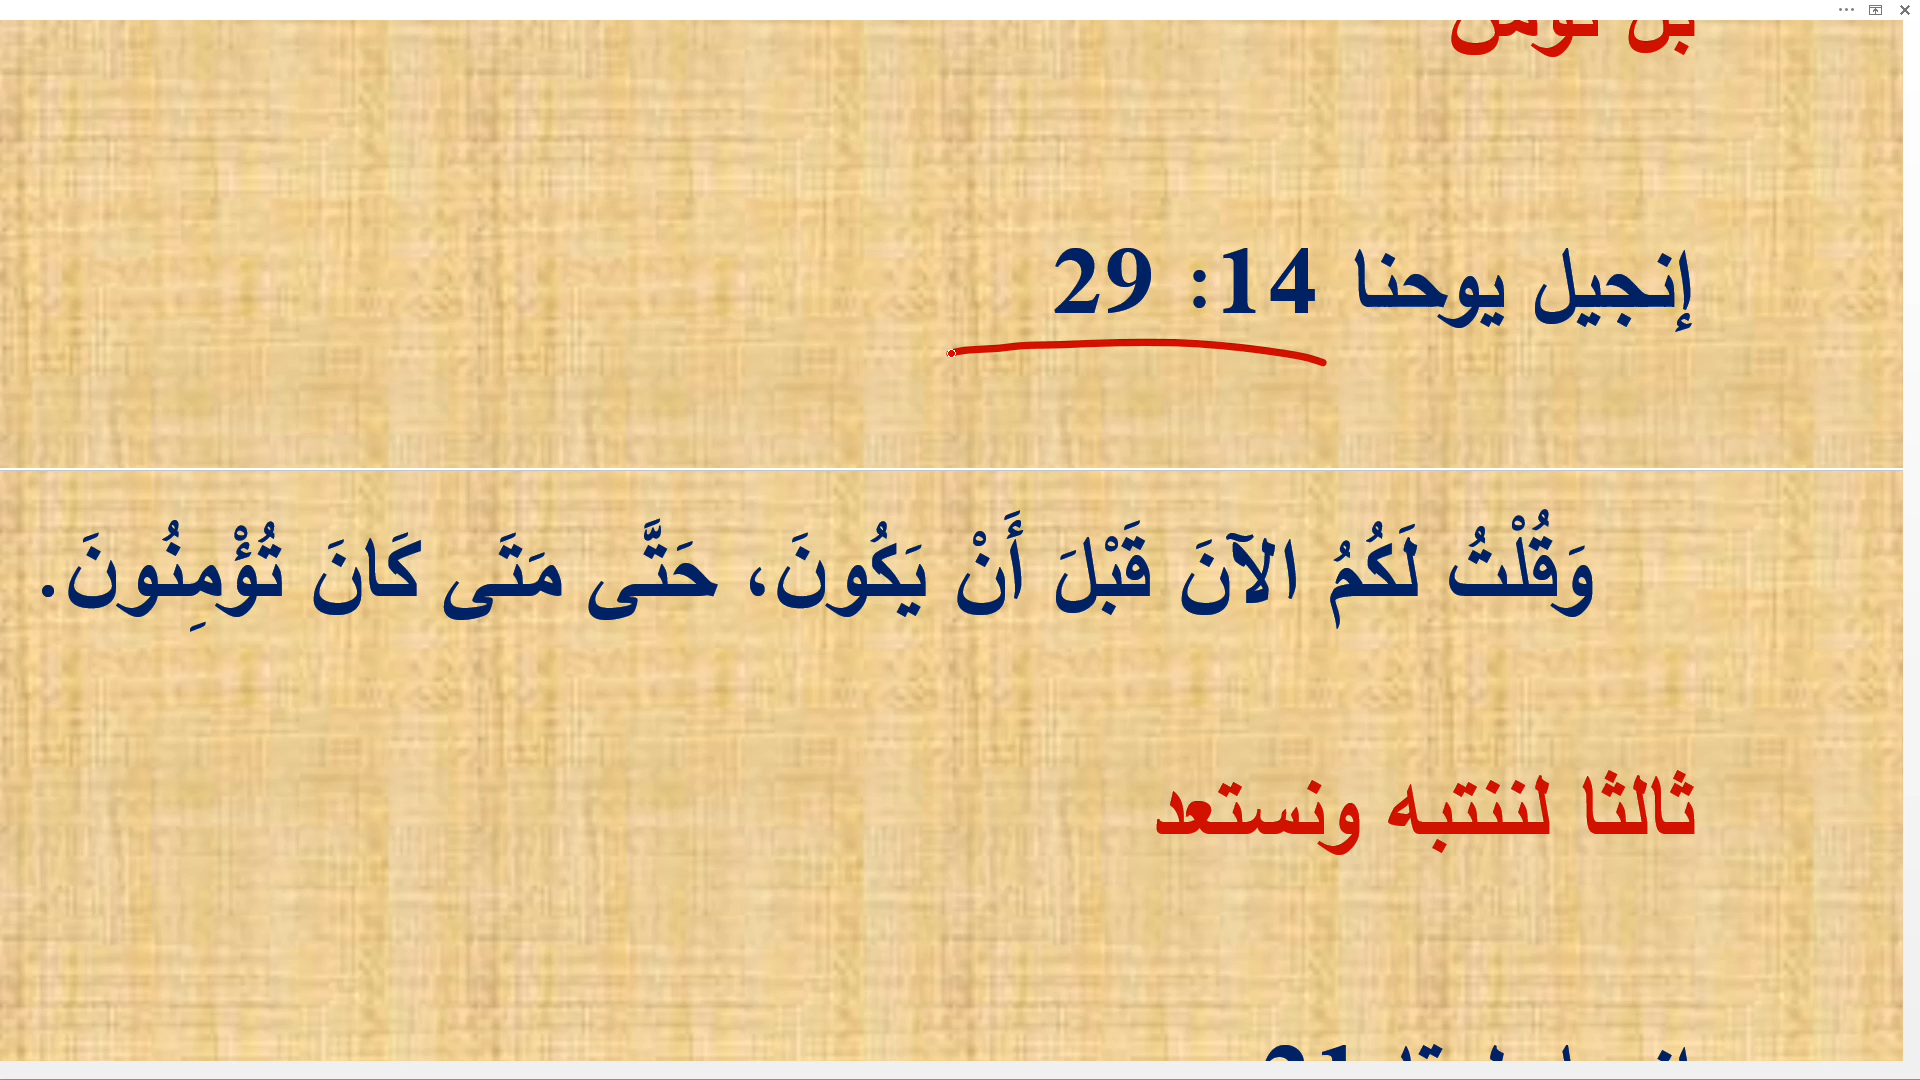 إنجيل يوحنا 14: 29
وَقُلْتُ لَكُمُ الآنَ قَبْلَ أَنْ يَكُونَ، حَتَّى مَتَى كَانَ تُؤْمِنُونَ.
ثالثا لننتبه ونستعد